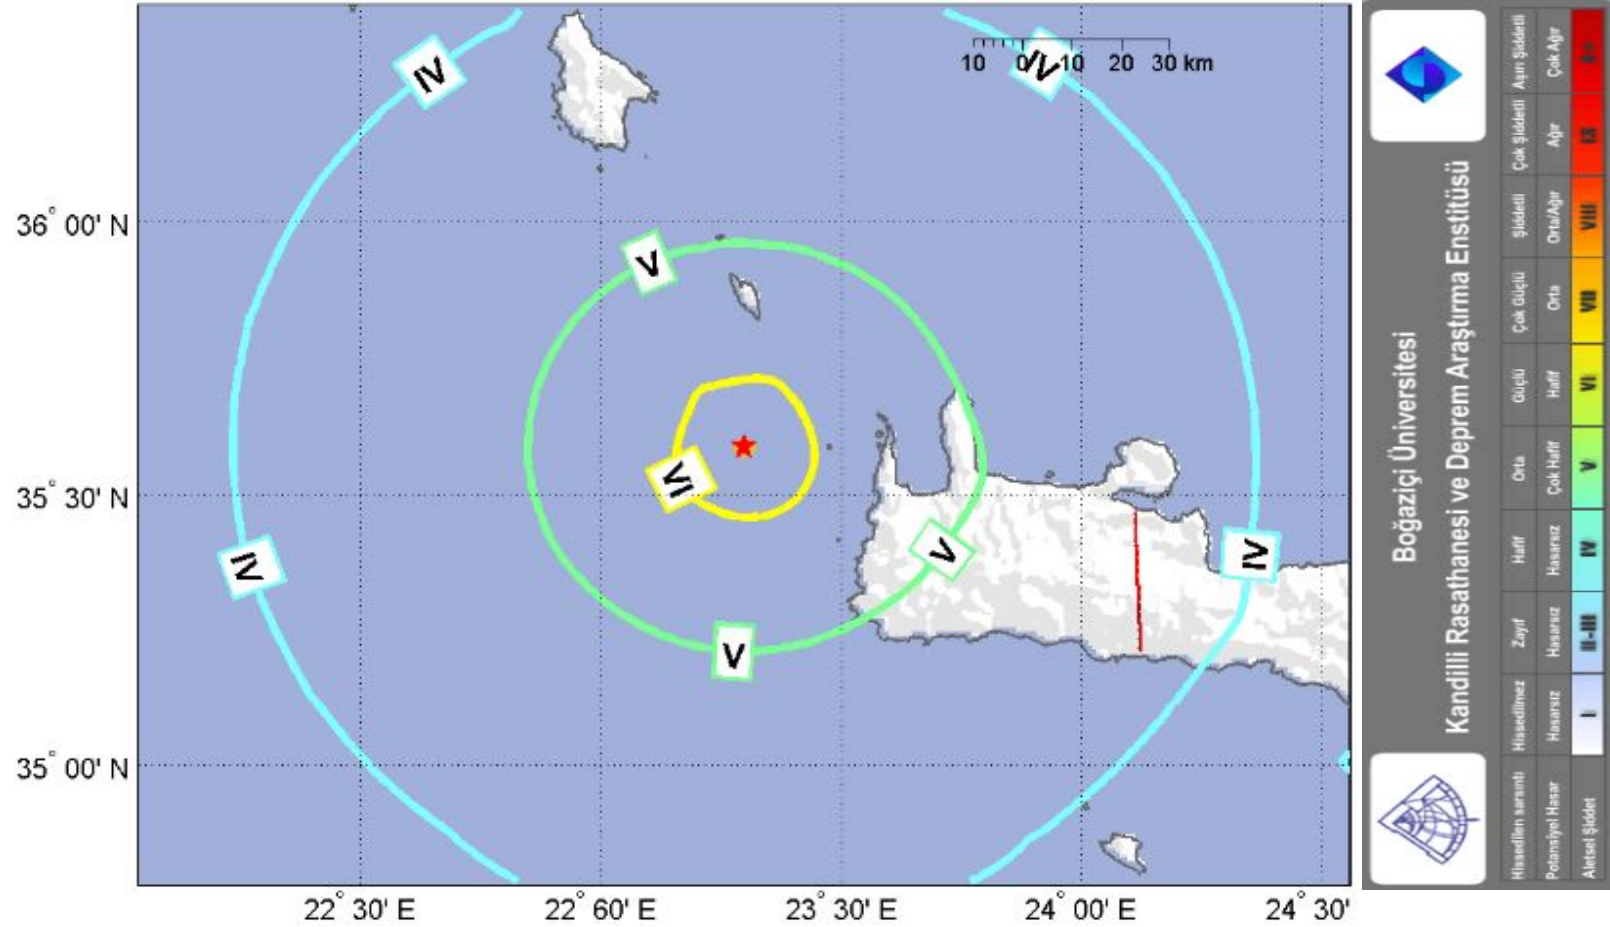 IV
IV
10 0 10 20 30 km
36° 00' N
V
VI
35° 30' N
V
IV
IV
V
35° 00' N
22° 30' E 22° 60' E 23° 30' E 24° 00' E 24° 30'
Boğaziçi Üniversitesi
Kandilli Rasathanesi ve Deprem Araştırma Enstitüsü
Hissedilen sarsıntı Hissedilmez Zayıf Hafif Orta Güçlü Çok Güçlü Şiddetli Çok Şiddetli Aşırı Şiddetli
Potansiyel Hasar Hasarsız Hasarsız Hasarsız Çok Hafif Hafif Orta Orta/Ağır Ağır Çok Ağır
Aletsel Şiddet I II-III IV V VI VII VIII IX